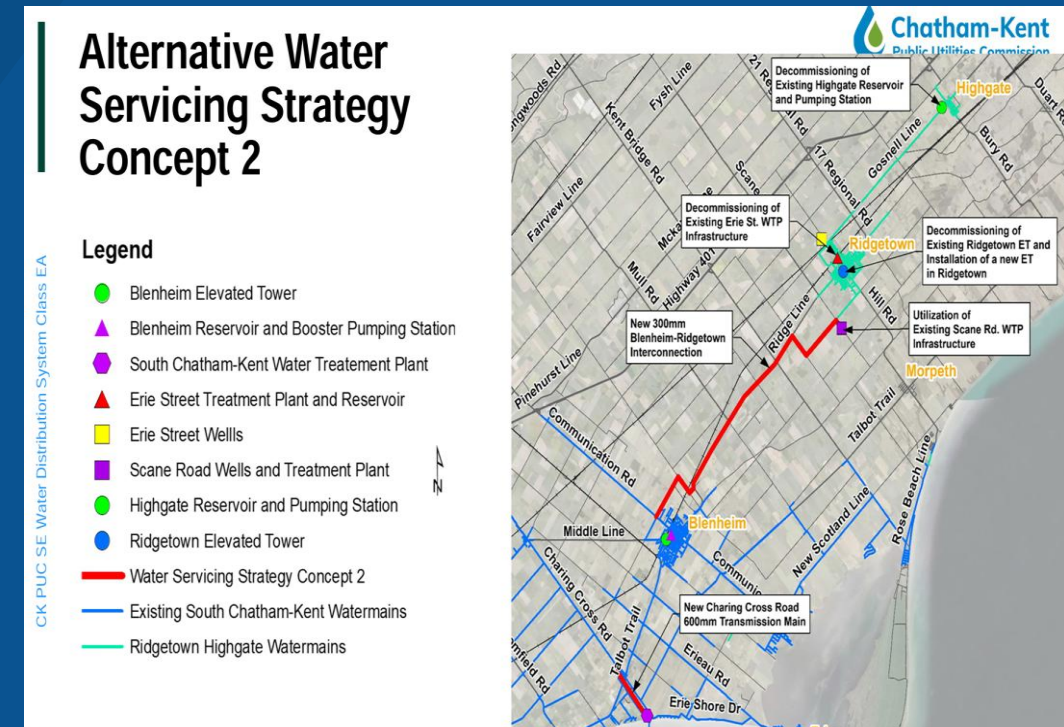 Alternative Water
Servicing Strategy
Concept 2
Chatham-Kent
Public Utilities Commission
CK PUC SE Water Distribution System Class EA
Legend
Blenheim Elevated Tower
Blenheim Reservoir and Booster Pumping Station
South Chatham-Kent Water Treatement Plant
Erie Street Treatment Plant and Reservoir
Erie Street Wellls
Scane Road Wells and Treatment Plant
Highgate Reservoir and Pumping Station
Ridgetown Elevated Tower
Water Servicing Strategy Concept 2
Existing South Chatham-Kent Watermains
Ridgetown Highgate Watermains
N
ongwoods Rd
Fysh Line
21 Regional Rd
Decommissioning of
Existing Highgate Reservoir
and Pumping Station
Highgate
Duart Rd
Kent Bridge Rd
Bury Rd
Gosnell Line
17 Regional Rd
Scane
Fairview Line
Decommissioning of
Existing Erie St. WTP
Infrastructure
Ridgetown
Decommissioning of
Existing Ridgetown ET and
Installation of a new ET
in Ridgetown
Mull Rd
Highway 401
Hill Rd
New 300mm
Blenheim-Ridgetown
Interconnection
Ridge Line
Utilization of
Existing Scane Rd. WTP
Infrastructure
Morpeth
Pinehurst Line
Talbot Trail
Communication Rd
Rose Beach Line
New Scotland Line
Middle Line
Blenheim
Charing Cross Rd
Talbot Trail
New Charing Cross Road
600mm Transmission Main
Erieau Rd
Erie Shore Dr